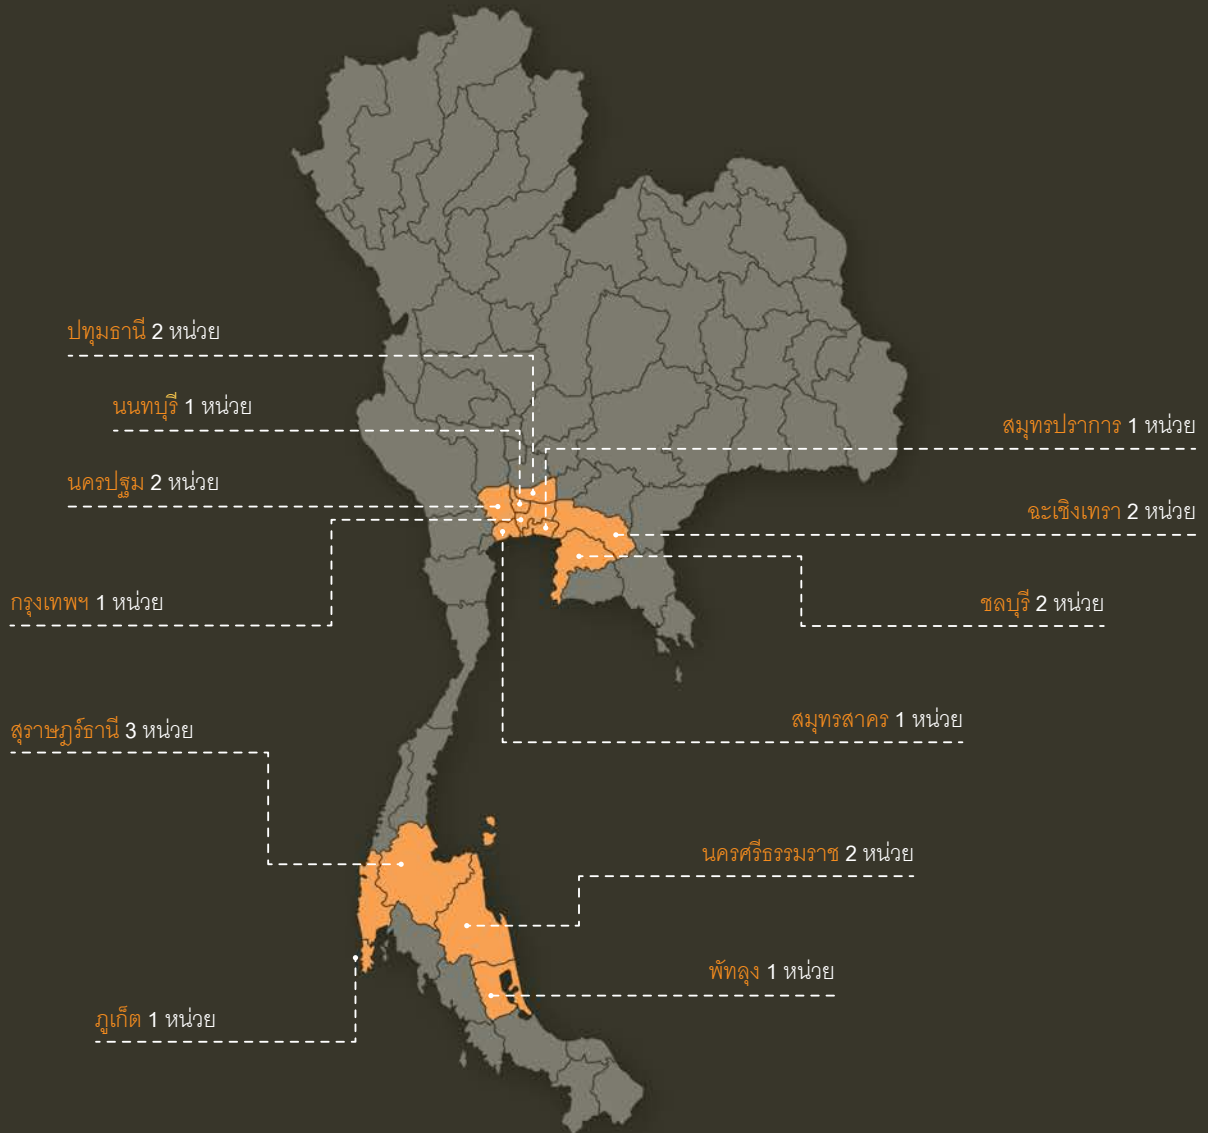 ปทุมธานี 2 หน่วย
นนทบุรี 1 หน่วย
สมุทรปราการ 1 หน่วย
นครปฐม 2 หน่วย
ฉะเชิงเทรา 2 หน่วย
กรุงเทพฯ 1 หน่วย
ชลบุรี 2 หน่วย
สมุทรสาคร 1 หน่วย
สุราษฎร์ธานี 3 หน่วย
นครศรีธรรมราช 2 หน่วย
พัทลุง 1 หน่วย
ภูเก็ต 1 หน่วย